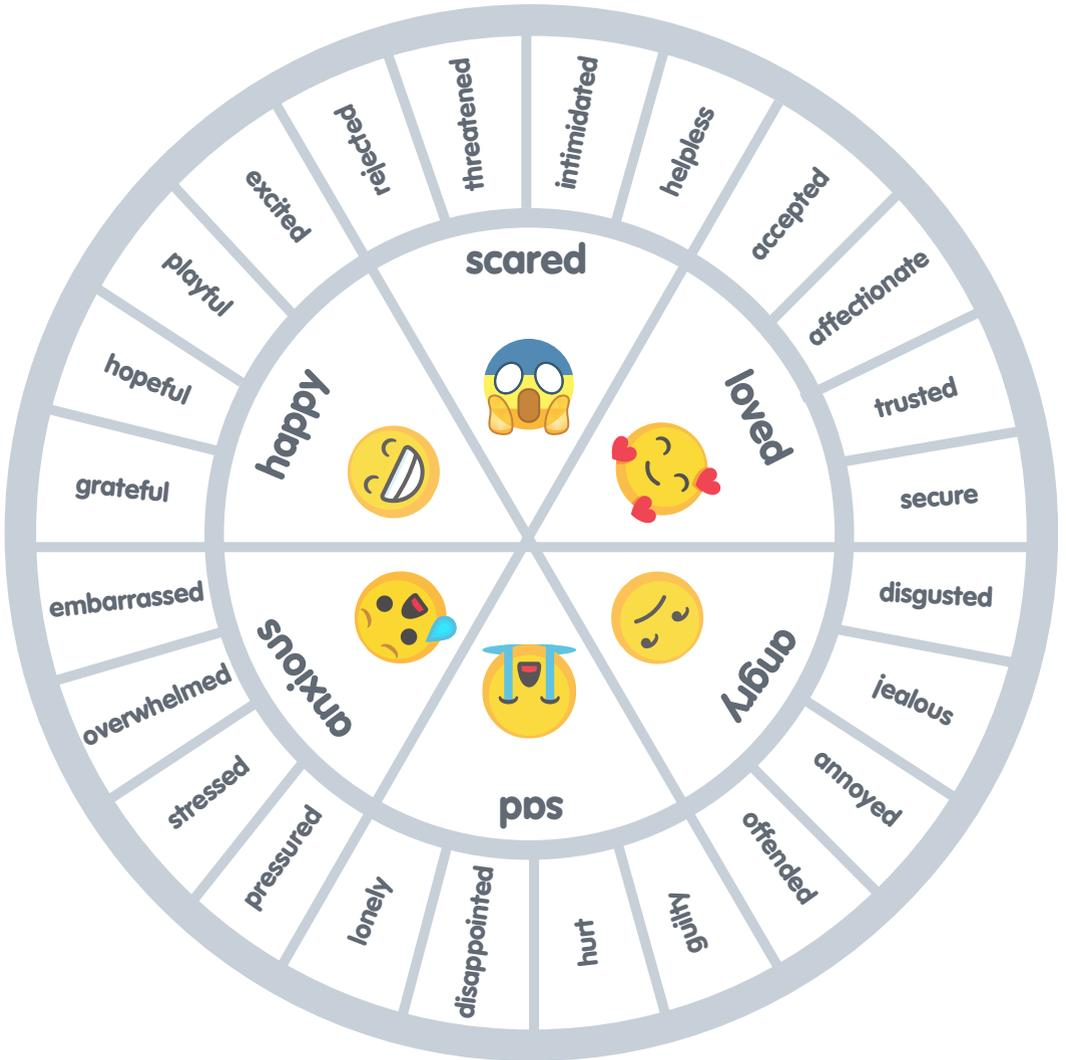 scared
loved
angry
sad
anxious
happy
rejected
threatened
intimidated
helpless
accepted
affectionate
trusted
secure
disgusted
jealous
annoyed
offended
guilty
hurt
disappointed
lonely
pressured
stressed
overwhelmed
embarrassed
grateful
hopeful
playful
excited